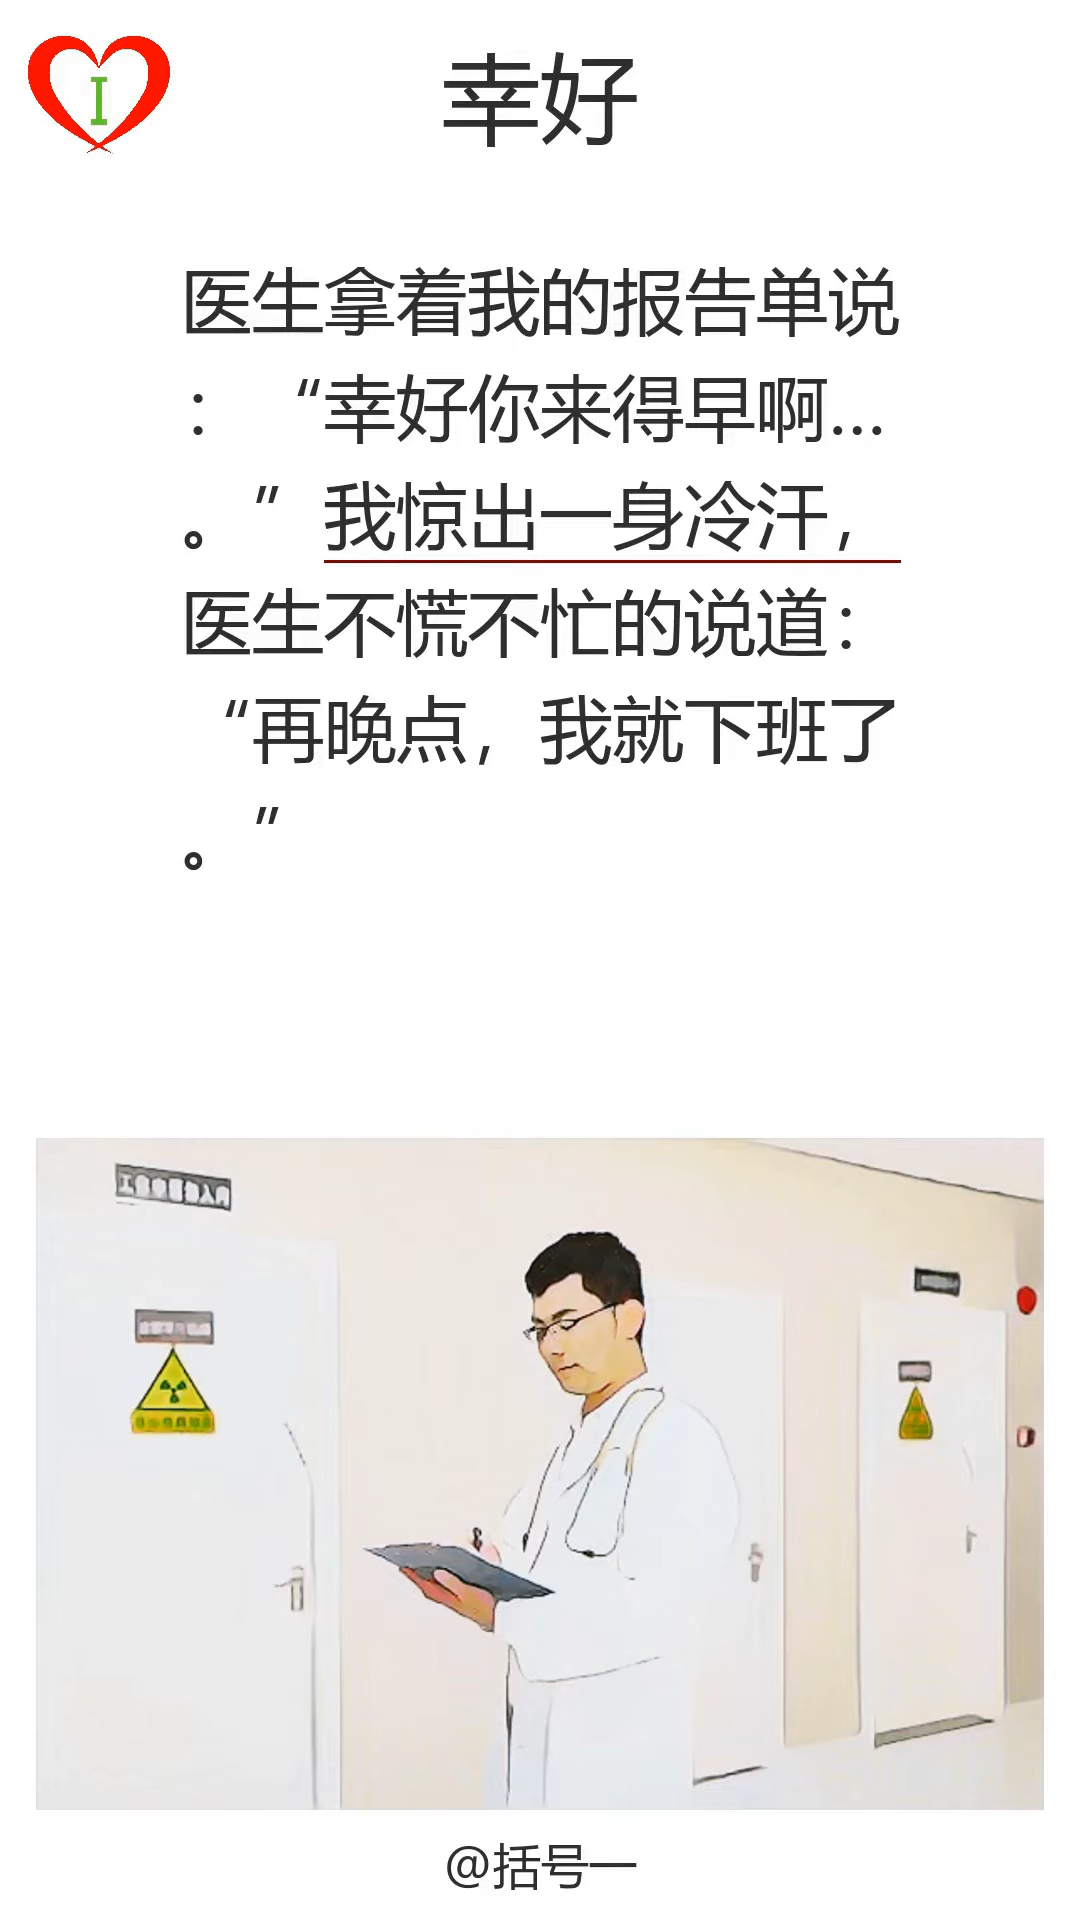 I
幸好
医生拿着我的报告单说
：“幸好你来得早啊...
。”我惊出一身冷汗，
医生不慌不忙的说道：
“再晚点，我就下班了
。”
@括号一